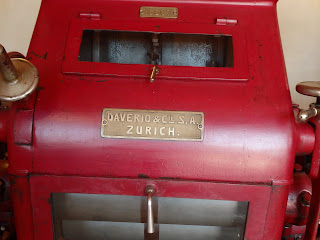 DAVERIO & CIE. S.A.
ZURICH.